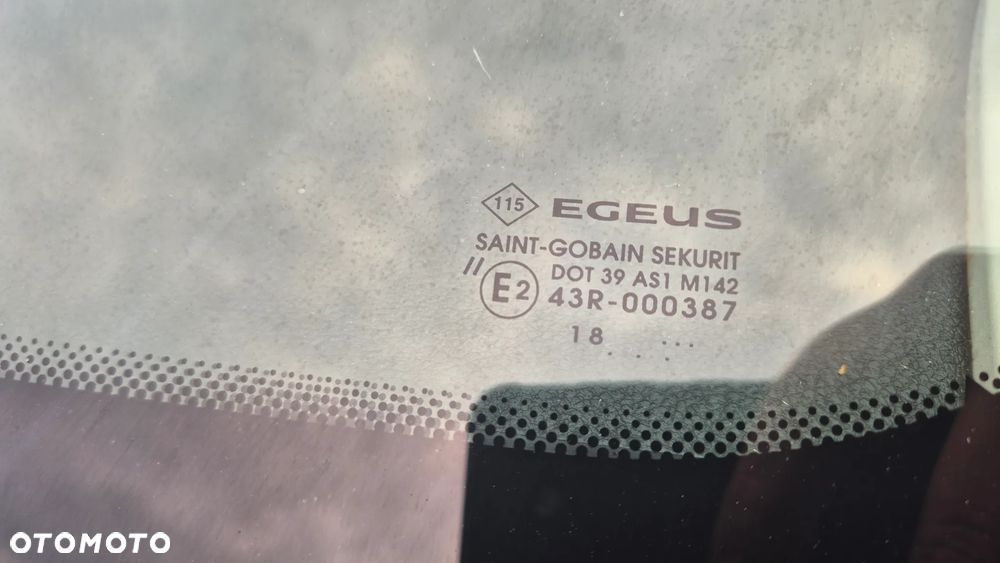 115 EGEUS
SAINT-GOBAIN SEKURIT
DOT 39 AS1 M142
// E2 43R-000387
18 . . ... ..
OTOMOTO